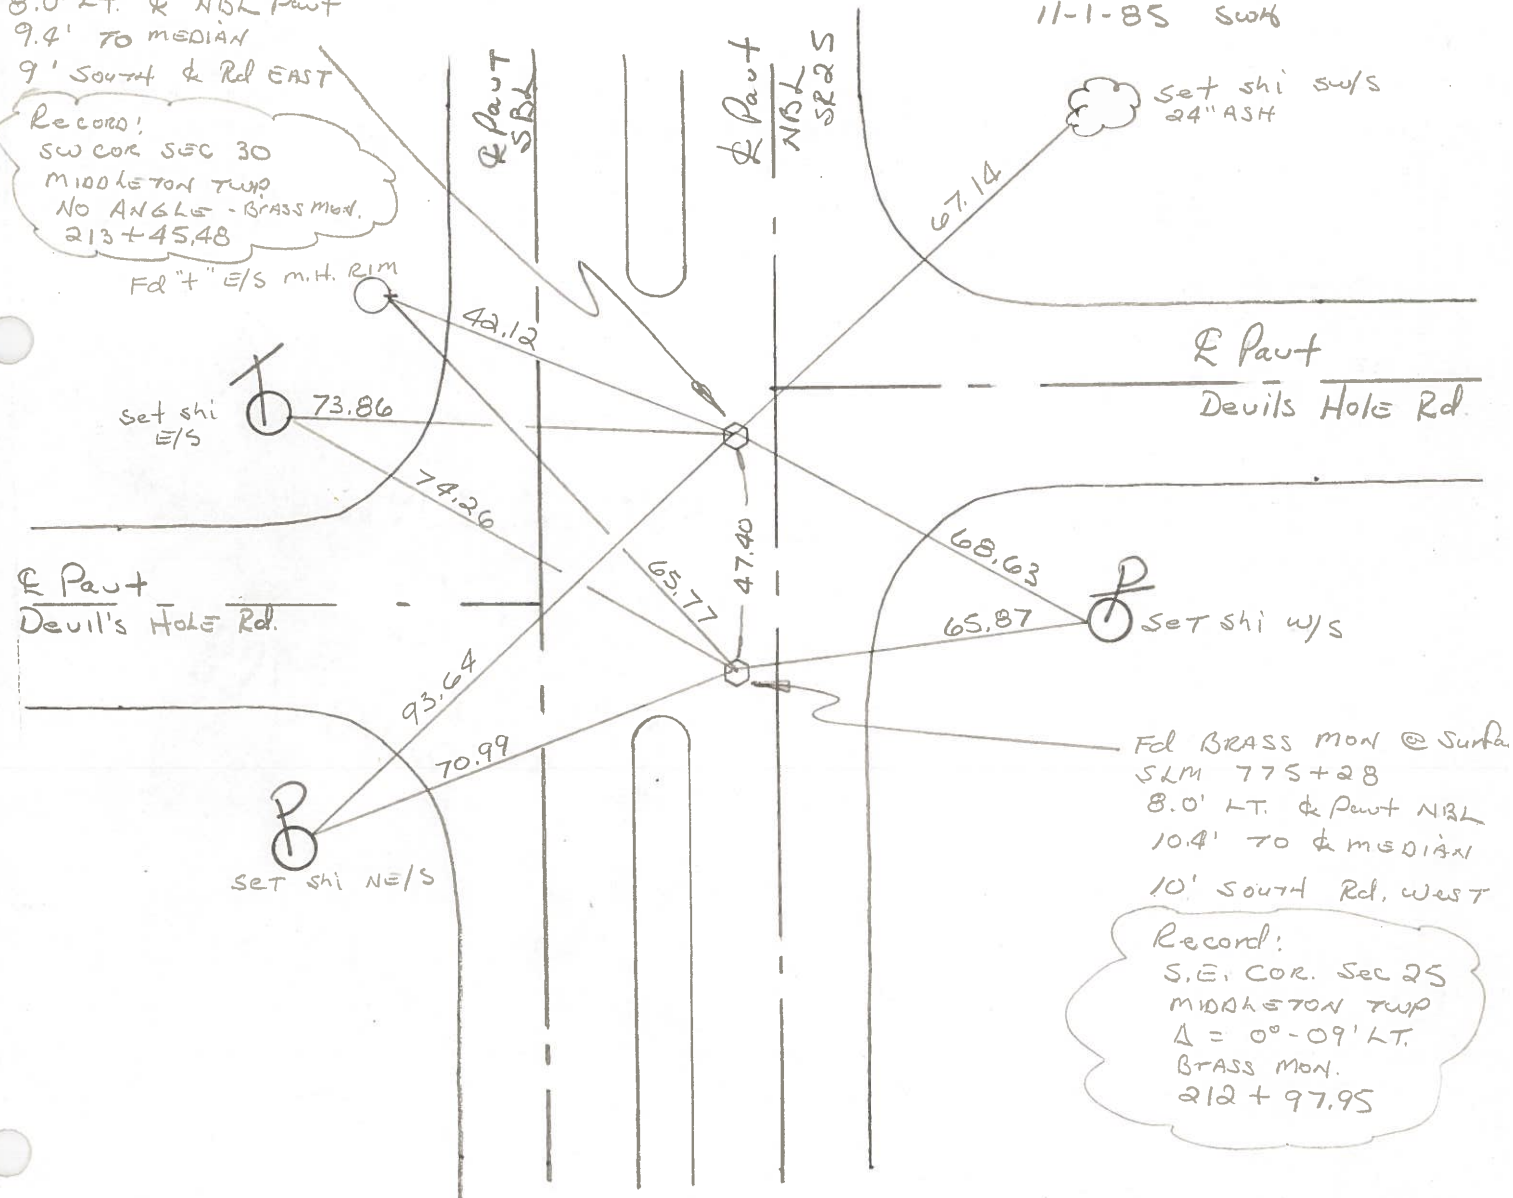 8.0' LT. ℄ NBL Pavt
9.4' TO MEDIAN
9' South ℄ Rd EAST
Record:
SW COR SEC 30
MIDDLETON TWP
NO ANGLE - Brass Mon.
213+45.48
Fd "+" E/S M.H. RIM
℄ Pavt
SBL
℄ Pavt
NBL
SR25
11-1-85 SWH
Set shi SW/S
24" ASH
67.14
42.12
Set shi
E/S
73.86
74.26
℄ Pavt
Devils Hole Rd.
℄ Pavt
Devil's Hole Rd.
65.77
47.40
68.63
65.87
Set shi W/S
93.64
70.99
Set shi NE/S
Fd BRASS MON @ Surfa
SLM 775+28
8.0' LT. ℄ Pavt NBL
10.4' TO ℄ MEDIAN
10' South Rd. West
Record:
S.E. COR. Sec 25
MIDDLETON TWP
Δ = 0°-09' LT.
Brass Mon.
212+97.95